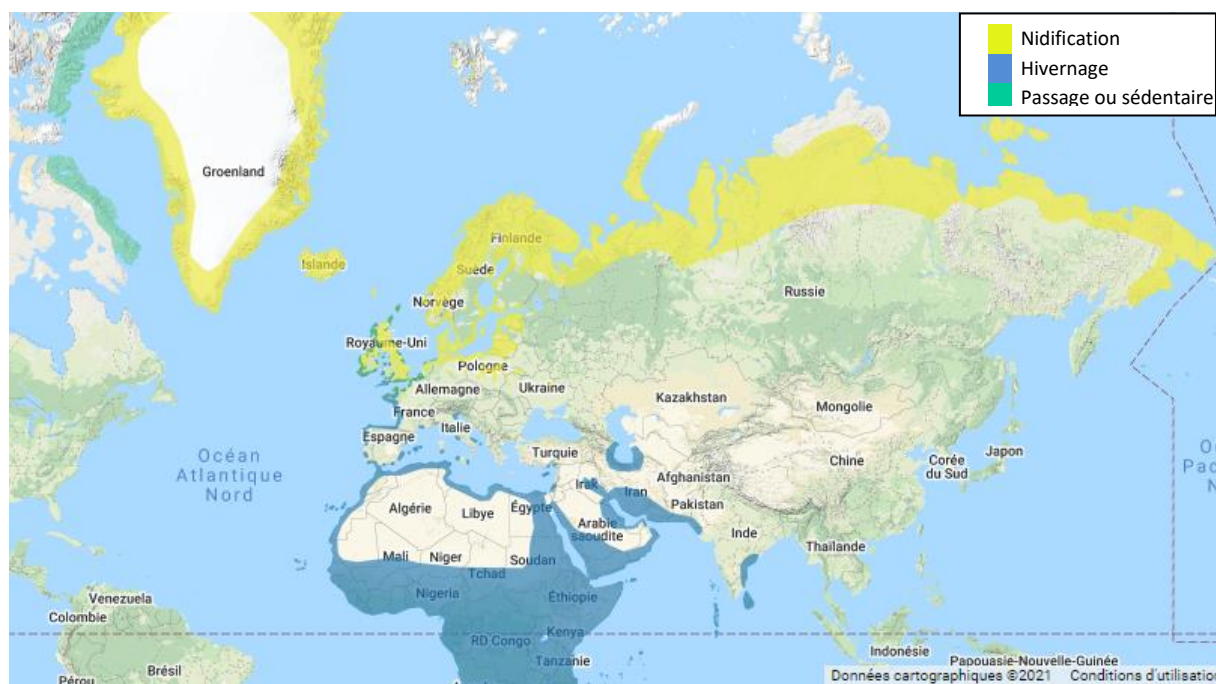 Nidification
Hivernage
Passage ou sédentaire
Groenland
Islande
Finlande
Suède
Norvège
Russie
Royaume-Uni
Pologne
Allemagne
Ukraine
France
Kazakhstan
Mongolie
Italie
Espagne
Turquie
Océan
Atlantique
Nord
Chine
Corée
du Sud
Japon
Afghanistan
Irak
Iran
Pakistan
Algérie
Libye
Égypte
Arabie
saoudite
Inde
Mali
Niger
Soudan
Tchad
Thaïlande
Nigeria
Éthiopie
Venezuela
Colombie
RD Congo
Kenya
Tanzanie
Indonésie
Papouasie-Nouvelle-Guinée
Brésil
Pérou
Données cartographiques ©2021 Conditions d'utilisation